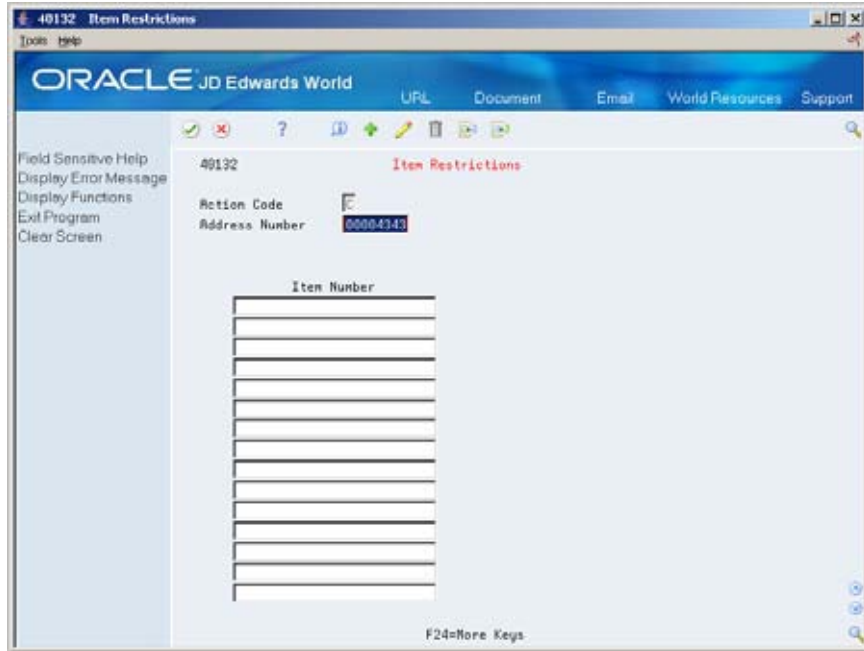 40132 Item Restrictions
Tools Help
ORACLE JD Edwards World
URL Document Email World Resources Support
Field Sensitive Help
Display Error Message
Display Functions
Exit Program
Clear Screen
40132 Item Restrictions
Action Code C
Address Number 00004343
Item Number
F24=More Keys